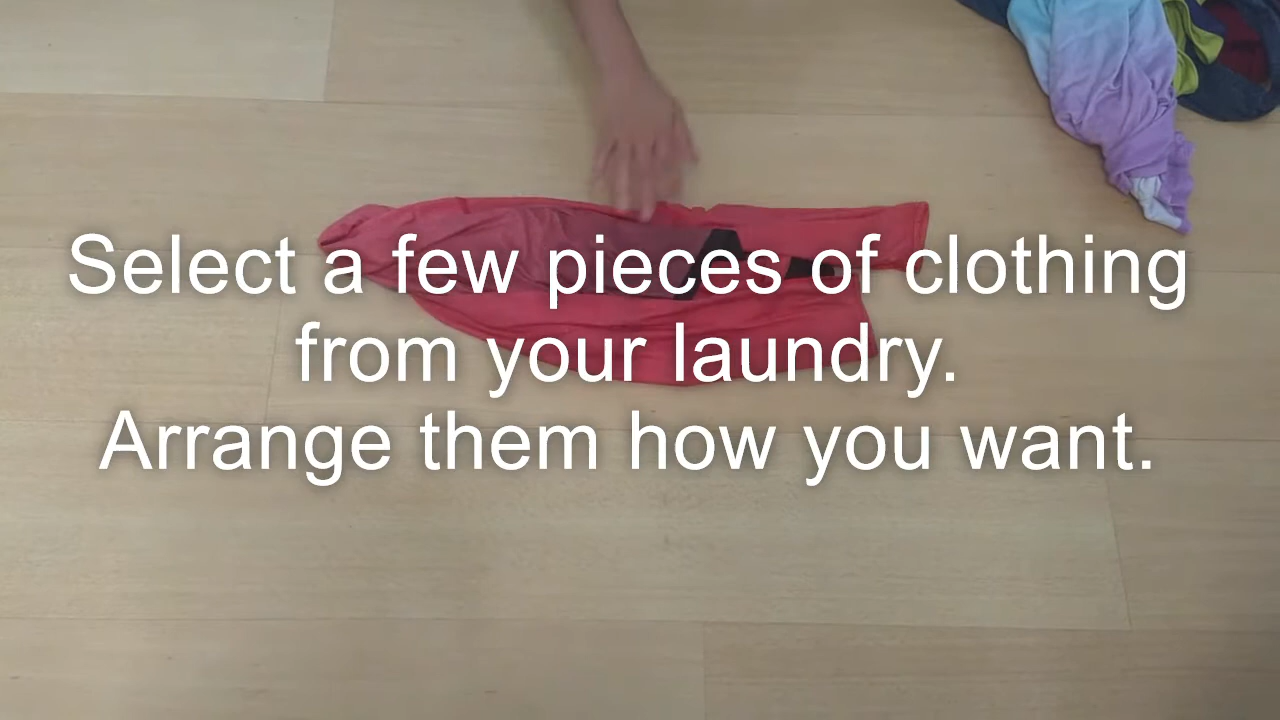 Select a few pieces of clothing
from your laundry.
Arrange them how you want.